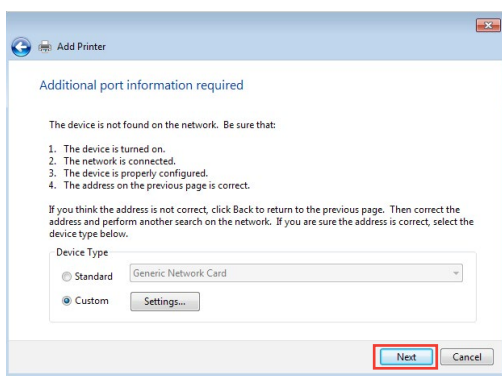 Add Printer
Additional port information required
The device is not found on the network. Be sure that:
1. The device is turned on.
2. The network is connected.
3. The device is properly configured.
4. The address on the previous page is correct.
If you think the address is not correct, click Back to return to the previous page. Then correct the
address and perform another search on the network. If you are sure the address is correct, select the
device type below.
Device Type
Standard Generic Network Card
Custom Settings...
Next Cancel